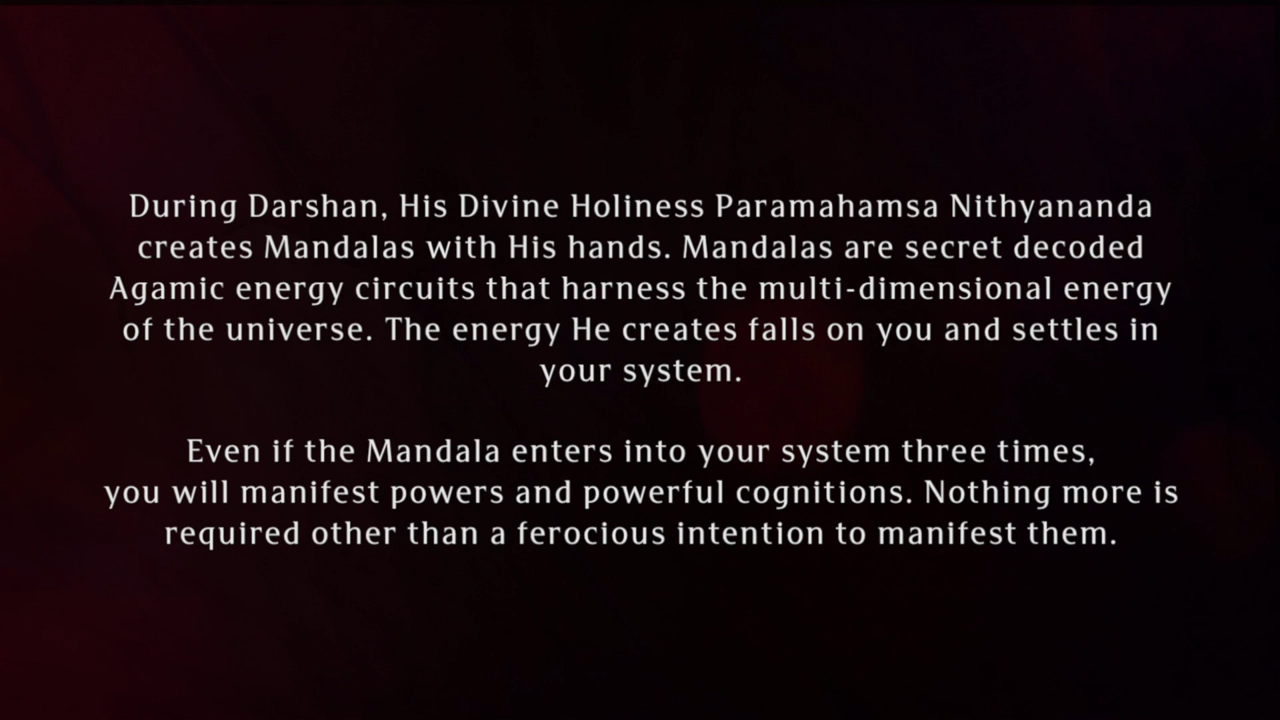 During Darshan, His Divine Holiness Paramahamsa Nithyananda
creates Mandalas with His hands. Mandalas are secret decoded
Agamic energy circuits that harness the multi-dimensional energy
of the universe. The energy He creates falls on you and settles in
your system.
Even if the Mandala enters into your system three times,
you will manifest powers and powerful cognitions. Nothing more is
required other than a ferocious intention to manifest them.